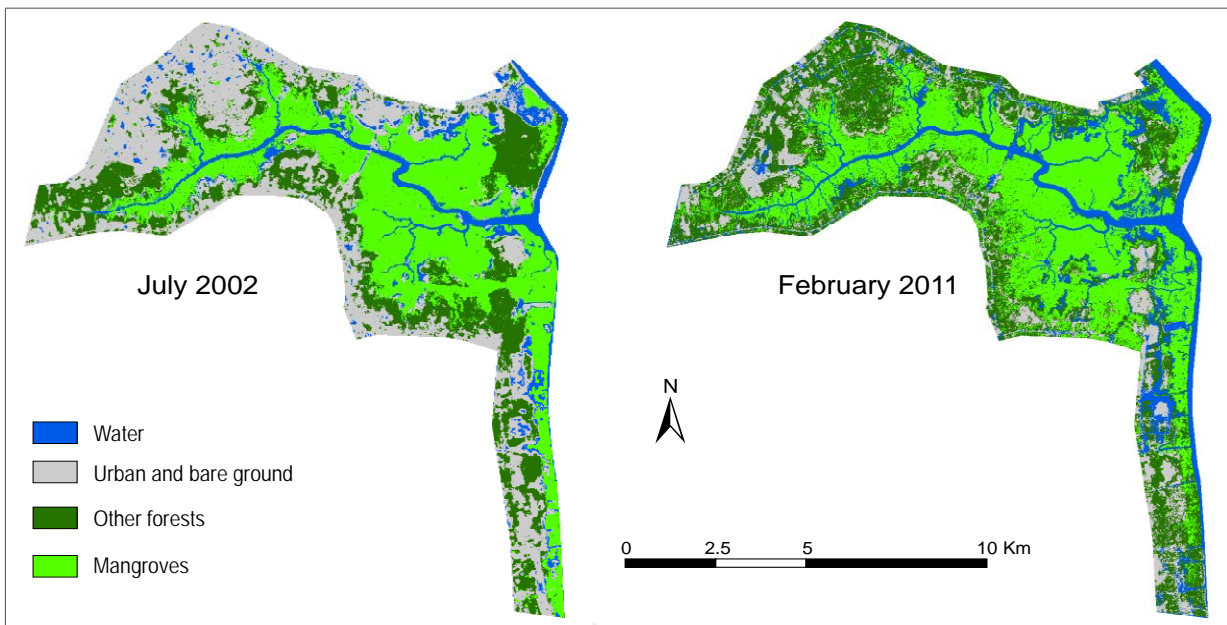 July 2002
February 2011
N
Water
Urban and bare ground
Other forests
Mangroves
0 2.5 5 10 Km